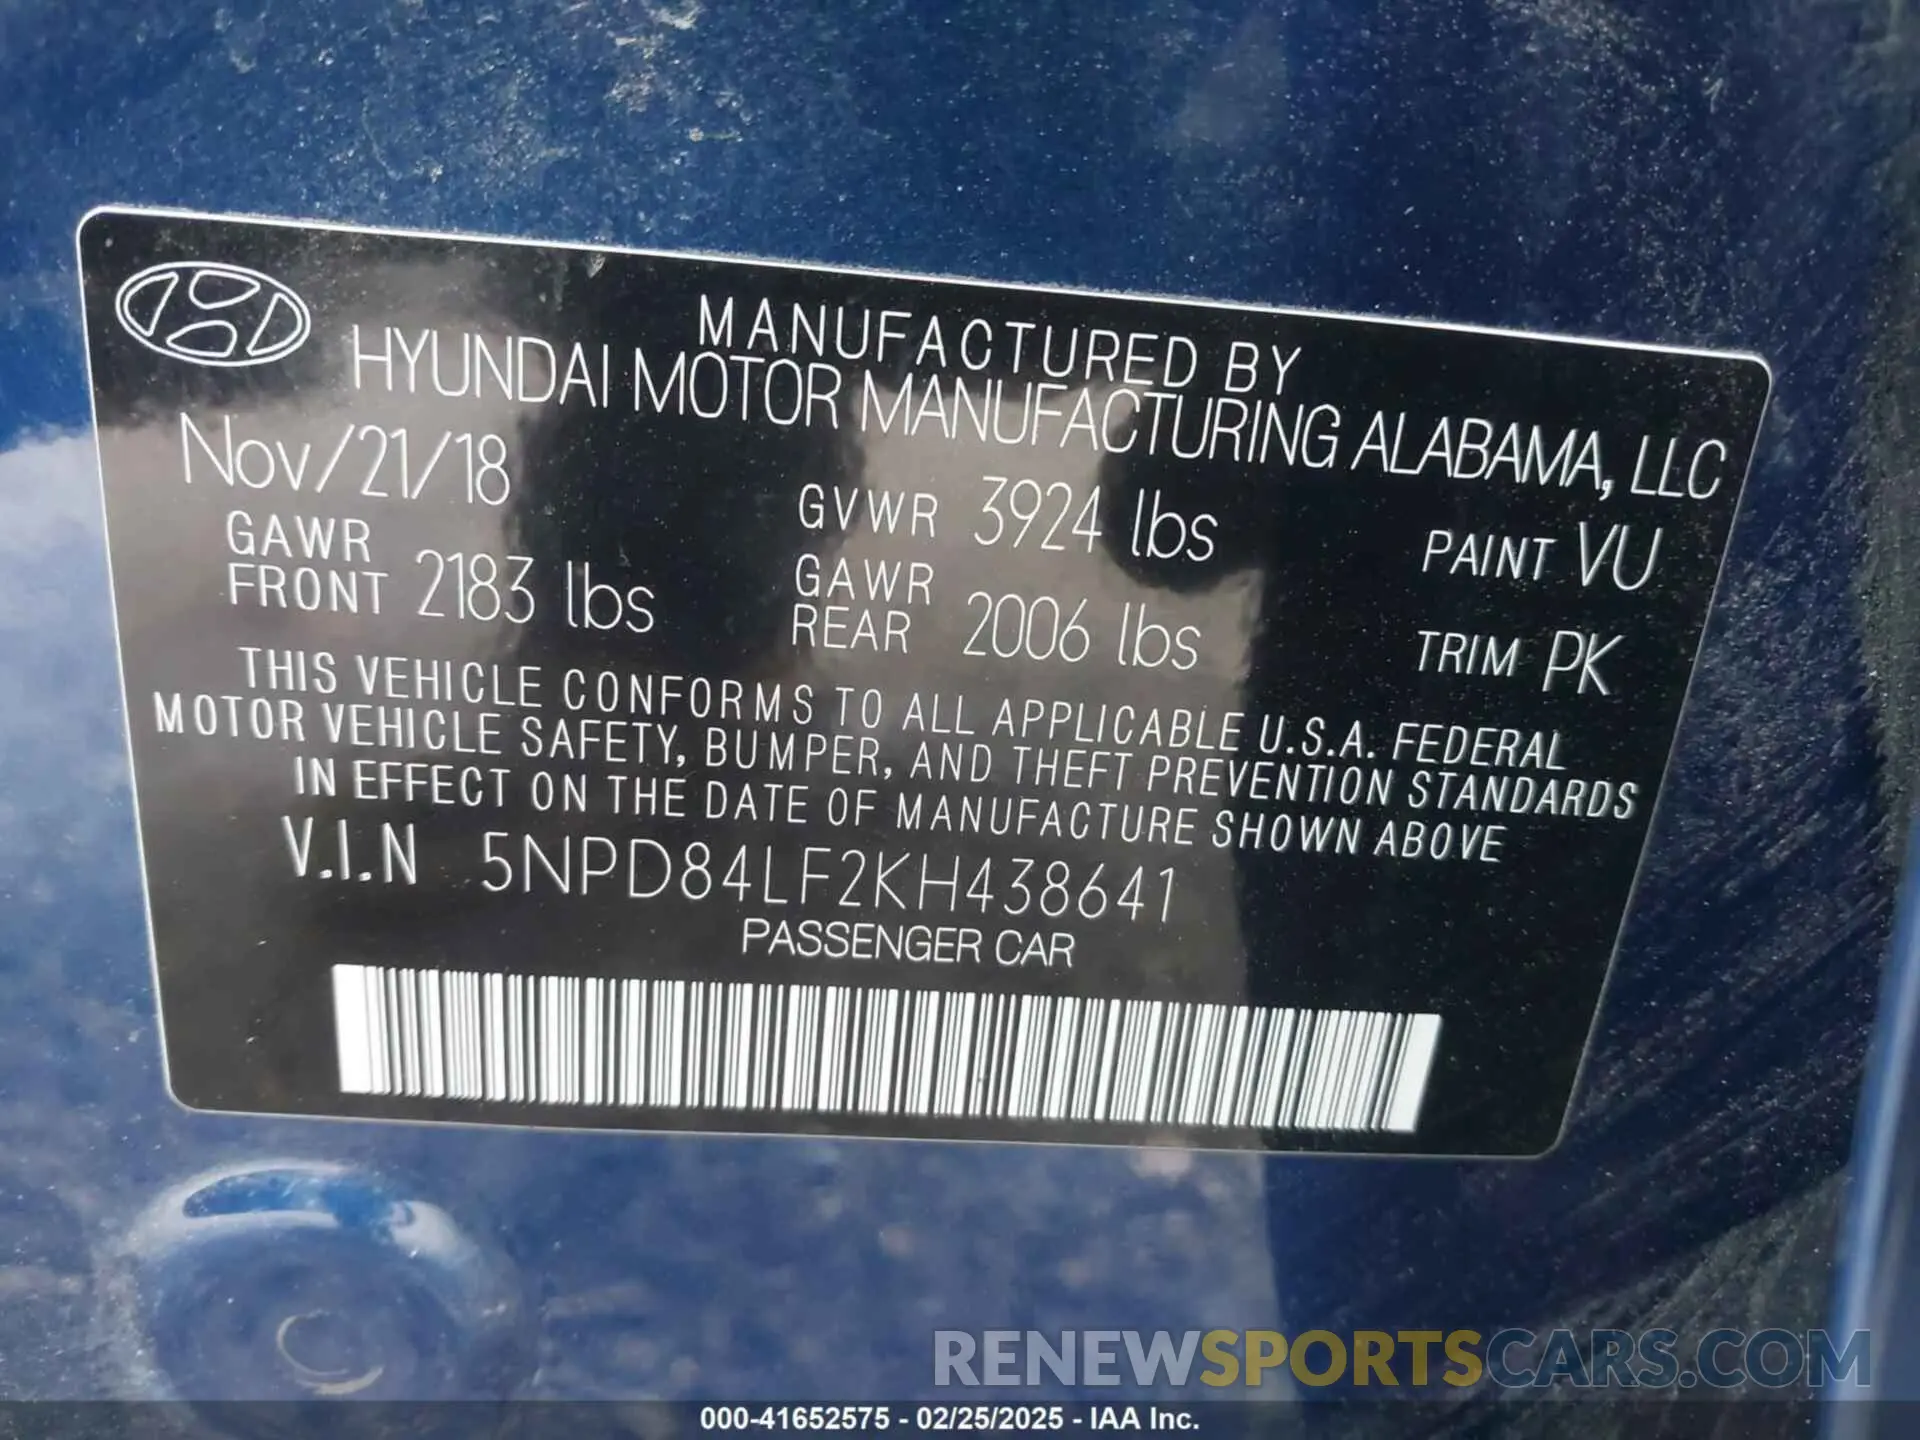 MANUFACTURED BY
HYUNDAI MOTOR MANUFACTURING ALABAMA, LLC
Nov/21/18 GVWR 3924 lbs PAINT VU
GAWR FRONT 2183 lbs GAWR REAR 2006 lbs TRIM PK
THIS VEHICLE CONFORMS TO ALL APPLICABLE U.S.A. FEDERAL
MOTOR VEHICLE SAFETY, BUMPER, AND THEFT PREVENTION STANDARDS
IN EFFECT ON THE DATE OF MANUFACTURE SHOWN ABOVE
V.I.N 5NPD84LF2KH438641
PASSENGER CAR
RENEWSPORTSCARS.COM
000-41652575 - 02/25/2025 - IAA Inc.